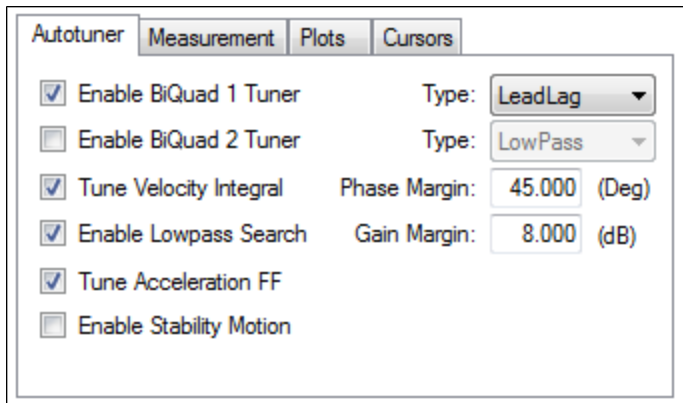 Autotuner Measurement Plots Cursors
Enable BiQuad 1 Tuner Type: LeadLag
Enable BiQuad 2 Tuner Type: LowPass
Tune Velocity Integral Phase Margin: 45.000 (Deg)
Enable Lowpass Search Gain Margin: 8.000 (dB)
Tune Acceleration FF
Enable Stability Motion